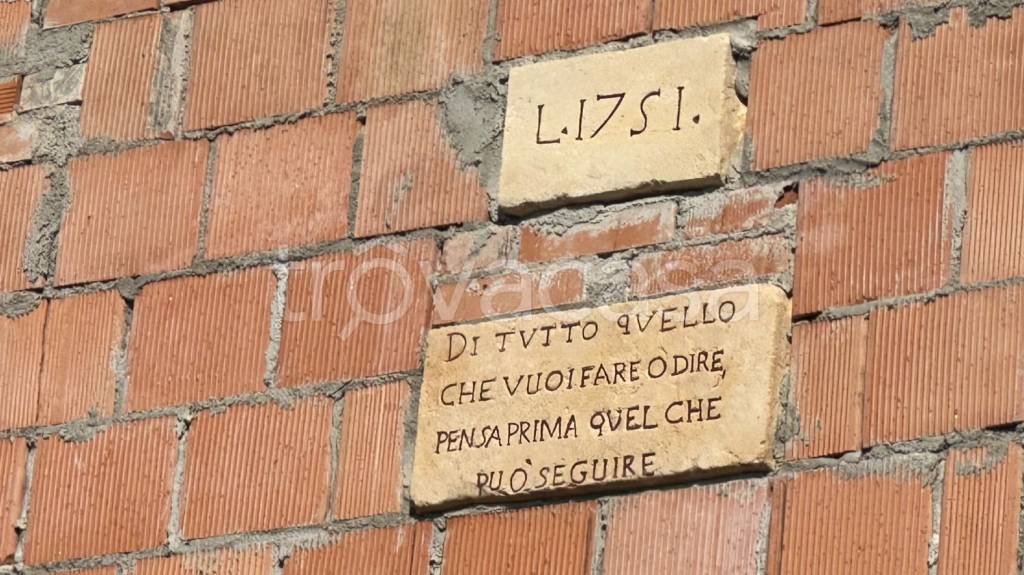 L.1751.
trovacasa
DI TVTTO QVELLO
CHE VUOI FARE O DIRE,
PENSA PRIMA QUEL CHE
PUÒ SEGUIRE